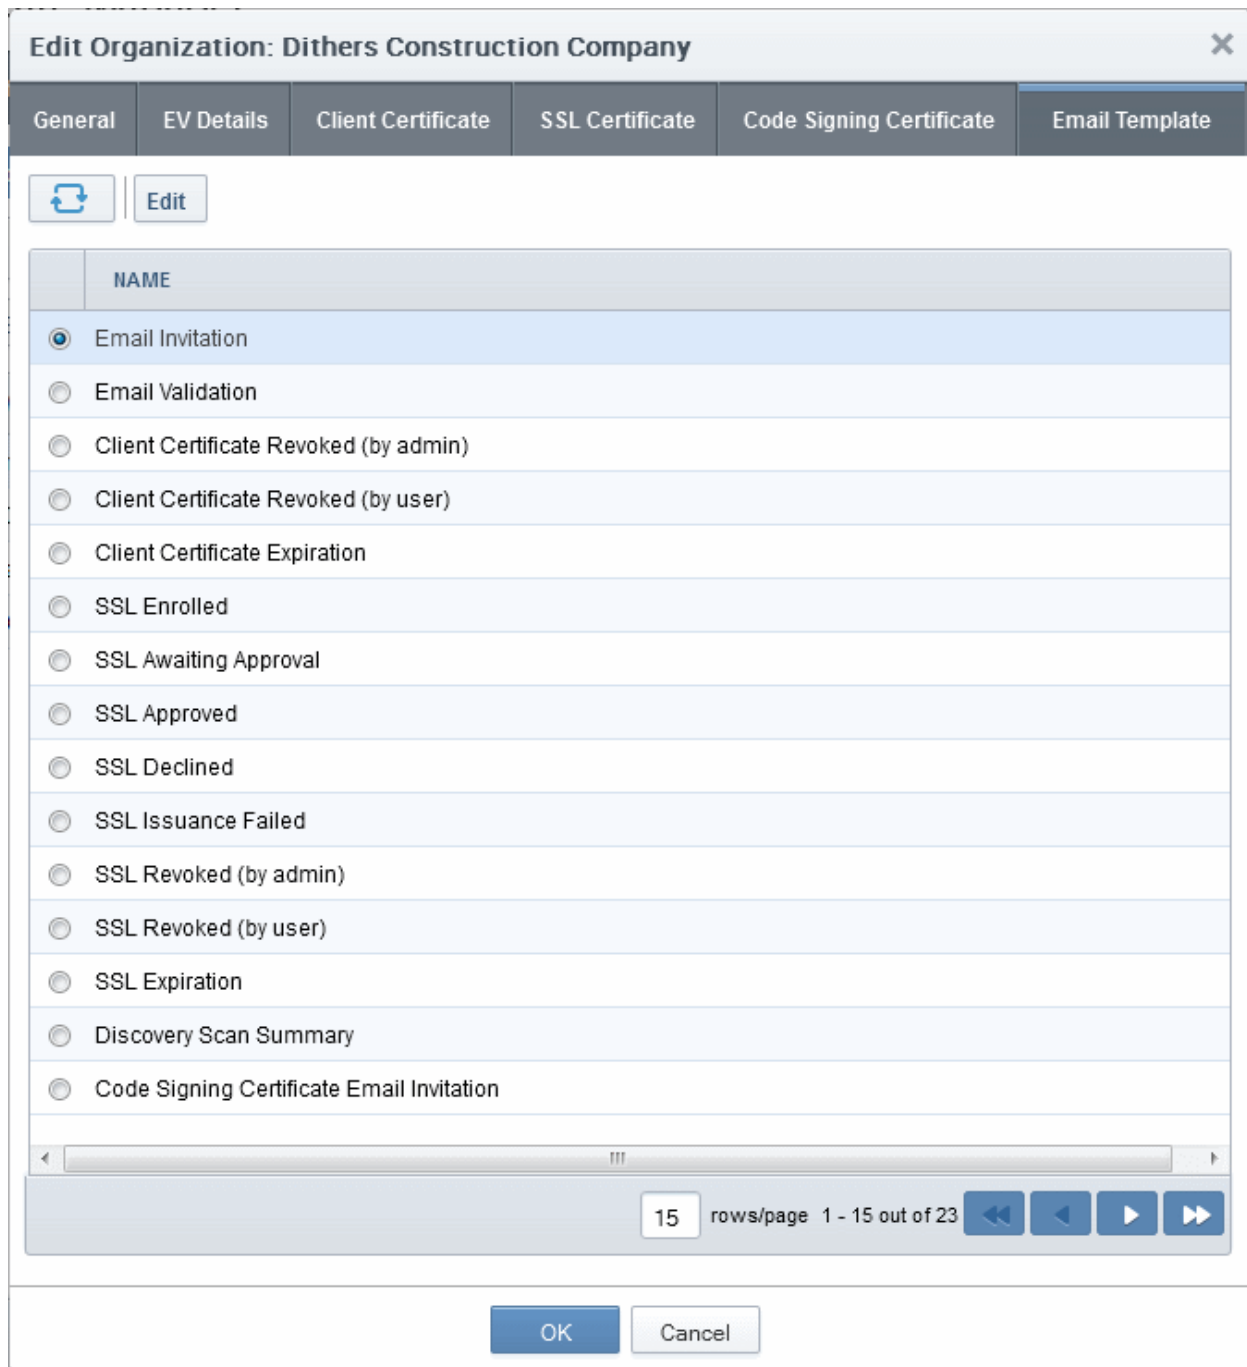 Edit Organization: Dithers Construction Company
General EV Details Client Certificate SSL Certificate Code Signing Certificate Email Template
Edit
NAME
Email Invitation
Email Validation
Client Certificate Revoked (by admin)
Client Certificate Revoked (by user)
Client Certificate Expiration
SSL Enrolled
SSL Awaiting Approval
SSL Approved
SSL Declined
SSL Issuance Failed
SSL Revoked (by admin)
SSL Revoked (by user)
SSL Expiration
Discovery Scan Summary
Code Signing Certificate Email Invitation
15 rows/page 1 - 15 out of 23
OK Cancel